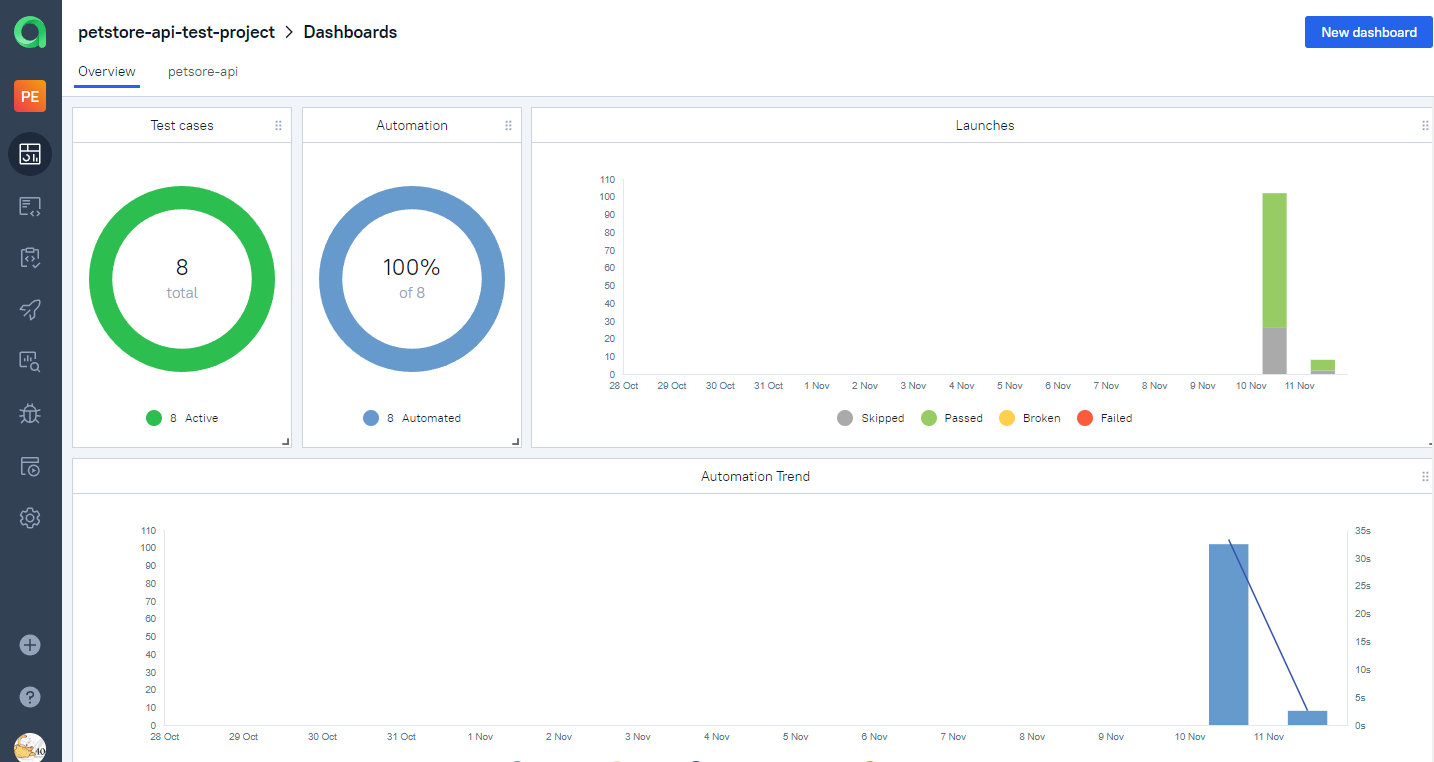 petstore-api-test-project > Dashboards
New dashboard
Overview petsore-api
PE
Test cases
8
total
8 Active
Automation
100%
of 8
8 Automated
Launches
110
100
90
80
70
60
50
40
30
20
10
0
28 Oct 29 Oct 30 Oct 31 Oct 1 Nov 2 Nov 3 Nov 4 Nov 5 Nov 6 Nov 7 Nov 8 Nov 9 Nov 10 Nov 11 Nov
Skipped Passed Broken Failed
Automation Trend
110
100
90
80
70
60
50
40
30
20
10
0
35s
30s
25s
20s
15s
10s
5s
0s
28 Oct 29 Oct 30 Oct 31 Oct 1 Nov 2 Nov 3 Nov 4 Nov 5 Nov 6 Nov 7 Nov 8 Nov 9 Nov 10 Nov 11 Nov